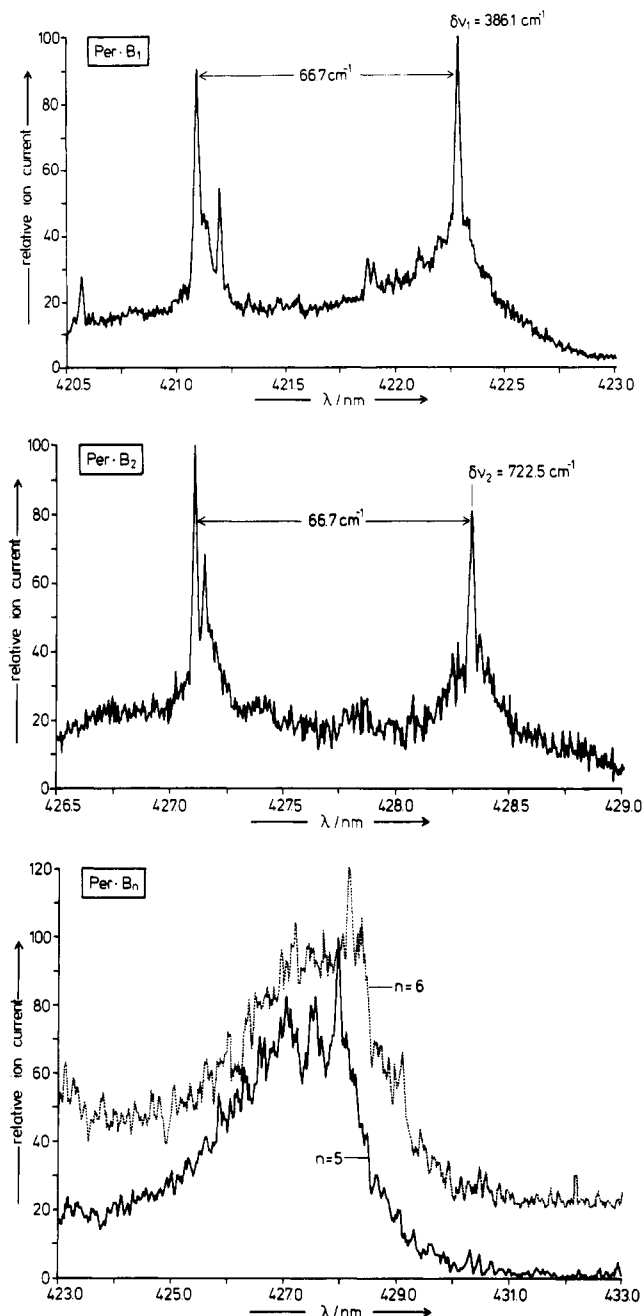 Per·B₁
δν₁ = 386.1 cm⁻¹
66.7 cm⁻¹
relative ion current
100
80
60
40
20
0
420.5 421.0 421.5 422.0 422.5 423.0
λ / nm
Per·B₂
δν₂ = 722.5 cm⁻¹
66.7 cm⁻¹
relative ion current
100
80
60
40
20
0
426.5 427.0 427.5 428.0 428.5 429.0
λ / nm
Per·Bₙ
n=6
n=5
relative ion current
120
100
80
60
40
20
0
423.0 425.0 427.0 429.0 431.0 433.0
λ / nm